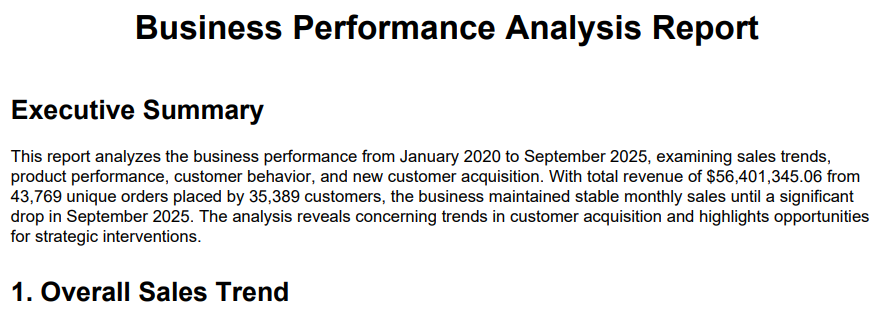 Business Performance Analysis Report
Executive Summary
This report analyzes the business performance from January 2020 to September 2025, examining sales trends,
product performance, customer behavior, and new customer acquisition. With total revenue of $56,401,345.06 from
43,769 unique orders placed by 35,389 customers, the business maintained stable monthly sales until a significant
drop in September 2025. The analysis reveals concerning trends in customer acquisition and highlights opportunities
for strategic interventions.
1. Overall Sales Trend